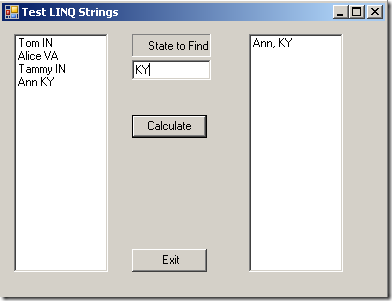 Test LINQ Strings
Tom IN
Alice VA
Tammy IN
Ann KY
State to Find
KY
Calculate
Exit
Ann, KY